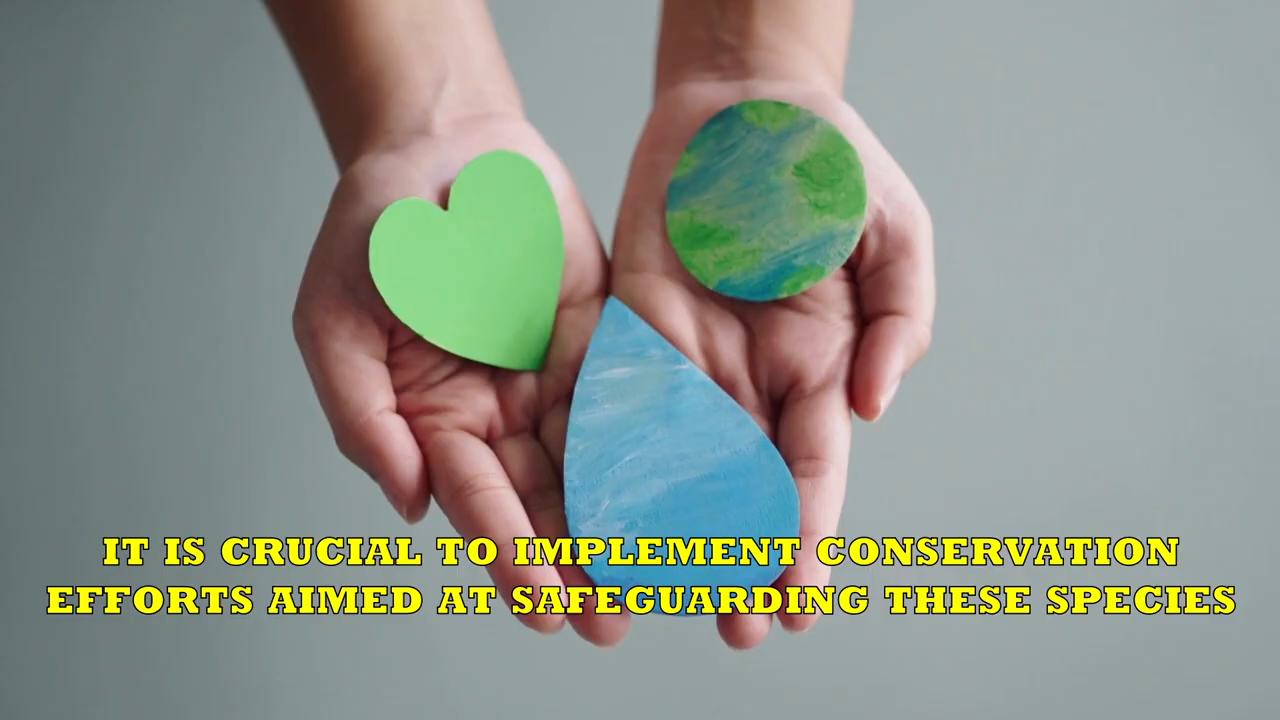 IT IS CRUCIAL TO IMPLEMENT CONSERVATION
EFFORTS AIMED AT SAFEGUARDING THESE SPECIES